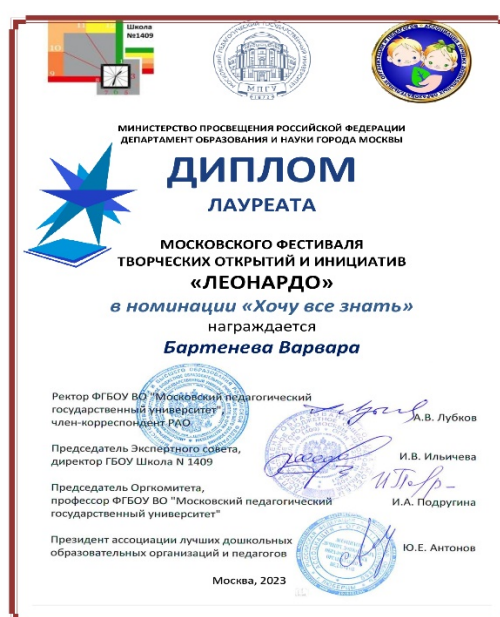 Школа
№1409
МПГУ
МИНИСТЕРСТВО ПРОСВЕЩЕНИЯ РОССИЙСКОЙ ФЕДЕРАЦИИ
ДЕПАРТАМЕНТ ОБРАЗОВАНИЯ И НАУКИ ГОРОДА МОСКВЫ
ДИПЛОМ
ЛАУРЕАТА
МОСКОВСКОГО ФЕСТИВАЛЯ
ТВОРЧЕСКИХ ОТКРЫТИЙ И ИНИЦИАТИВ
«ЛЕОНАРДО»
в номинации «Хочу все знать»
награждается
Бартенева Варвара
Ректор ФГБОУ ВО "Московский педагогический
государственный университет",
член-корреспондент РАО
А.В. Лубков
Председатель Экспертного совета,
директор ГБОУ Школа N 1409
И.В. Ильичева
Председатель Оргкомитета,
профессор ФГБОУ ВО "Московский педагогический
государственный университет"
И.А. Подругина
Президент ассоциации лучших дошкольных
образовательных организаций и педагогов
Ю.Е. Антонов
Москва, 2023